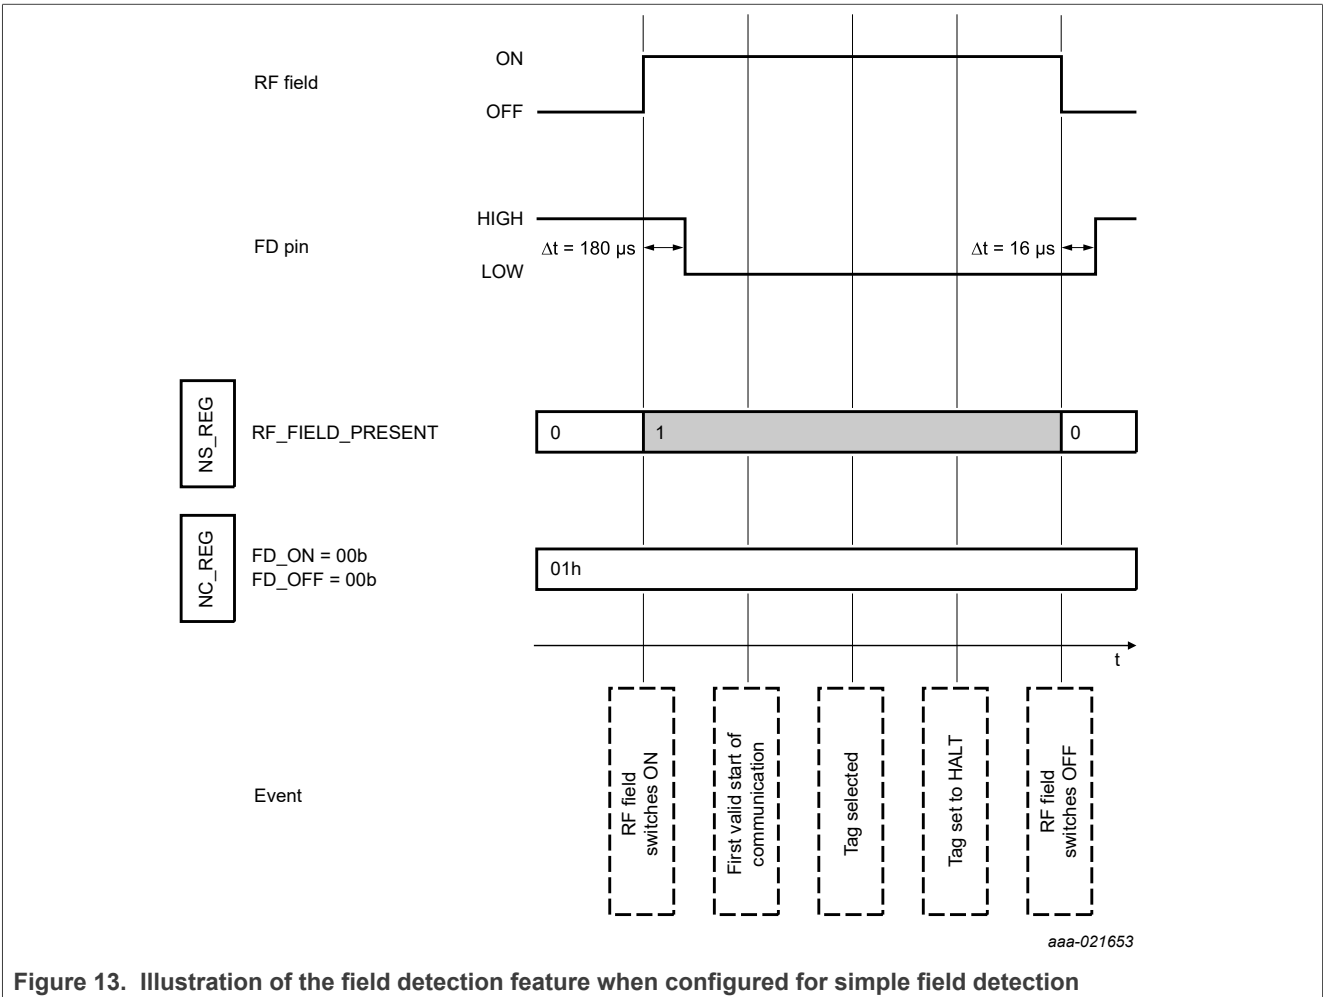 ON
RF field
OFF
HIGH
FD pin
Δt = 180 µs
Δt = 16 µs
LOW
NS_REG
RF_FIELD_PRESENT
0
1
0
NC_REG
FD_ON = 00b
FD_OFF = 00b
01h
t
Event
RF field
switches ON
First valid start of
communication
Tag selected
Tag set to HALT
RF field
switches OFF
aaa-021653
Figure 13. Illustration of the field detection feature when configured for simple field detection